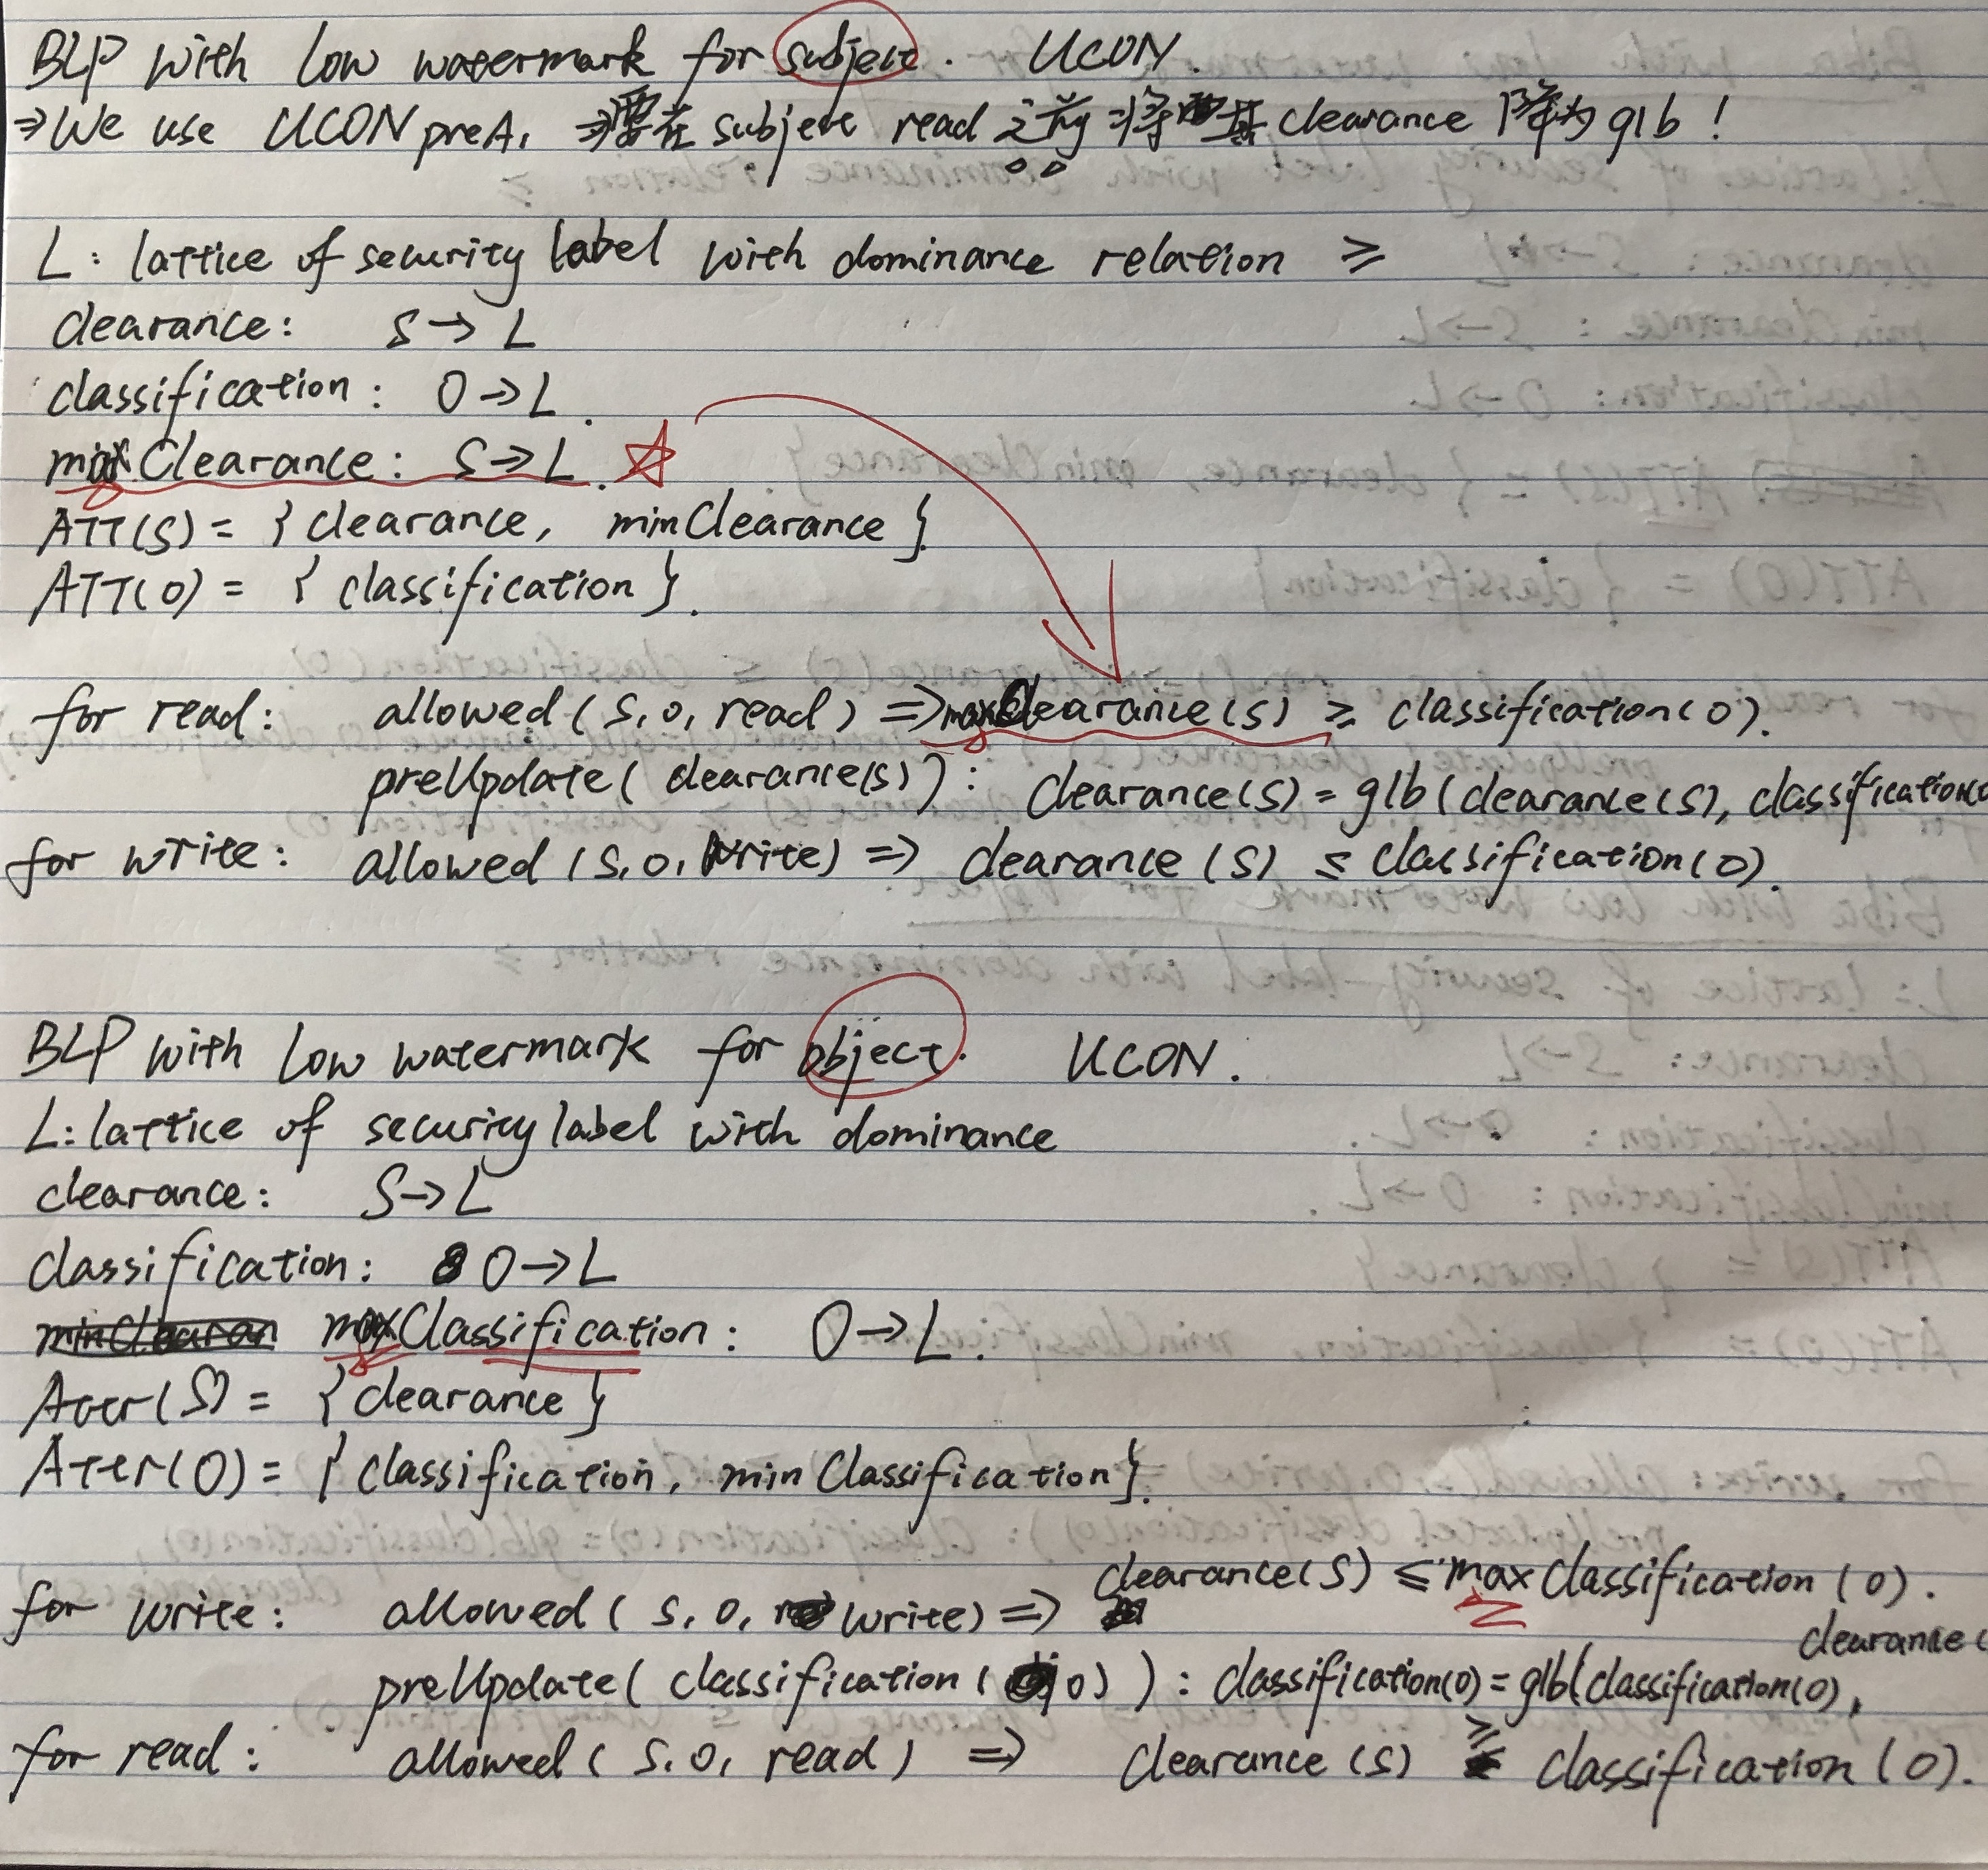 BLP with low watermark for subject. UCON.
⇒We use UCON preA₁ ⇒要在 subject read 之前 将其 clearance 降为 glb!
L: lattice of security label with dominance relation ≥
clearance: S→L
classification: O→L.
maxClearance: S→L.
ATT(S) = {clearance, minClearance}.
ATT(O) = {classification}.
for read: allowed(s, o, read) ⇒ maxClearance(s) ≥ classification(o).
preUpdate(clearance(s)): clearance(s) = glb(clearance(s), classification(o
for write: allowed(s, o, write) ⇒ clearance(s) ≤ classification(o).
BLP with low watermark for object. UCON.
L: lattice of security label with dominance
clearance: S→L
classification: O→L
maxClassification: O→L.
Atter(S) = {clearance}
Atter(O) = {classification, minClassification}.
for write: allowed(s, o, write) ⇒ clearance(s) ≤ maxClassification(o).
preUpdate(classification(o)): classification(o) = glb(classification(o), clearance(
for read: allowed(s, o, read) ⇒ clearance(s) ≥ classification(o).